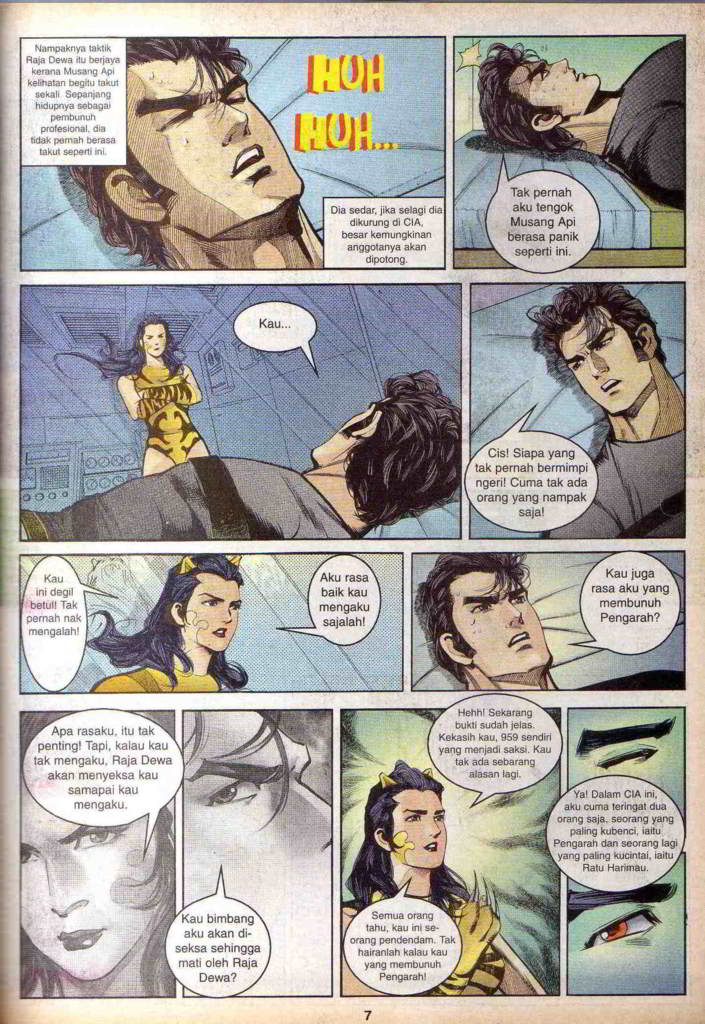 Nampaknya taktik
Raja Dewa itu berjaya
kerana Musang Api
kelihatan begitu takut
sekali. Sepanjang
hidupnya sebagai
pembunuh
profesional, dia
tidak pernah berasa
takut seperti ini.
HUH
HUH...
Dia sedar, jika selagi dia
dikurung di CIA,
besar kemungkinan
anggotanya akan
dipotong.
Tak pernah
aku tengok
Musang Api
berasa panik
seperti ini.
Kau...
Cis! Siapa yang
tak pernah bermimpi
ngeri! Cuma tak ada
orang yang nampak
saja!
Kau
ini degil
betul! Tak
pernah nak
mengalah!
Aku rasa
baik kau
mengaku
sajalah!
Kau juga
rasa aku yang
membunuh
Pengarah?
Apa rasaku, itu tak
penting! Tapi, kalau kau
tak mengaku, Raja Dewa
akan menyeksa kau
samapai kau
mengaku.
Kau bimbang
aku akan di-
seksa sehingga
mati oleh Raja
Dewa?
Hehh! Sekarang
bukti sudah jelas.
Kekasih kau, 959 sendiri
yang menjadi saksi. Kau
tak ada sebarang
alasan lagi.
Semua orang
tahu, kau ini se-
orang pendendam. Tak
hairanlah kalau kau
yang membunuh
Pengarah!
Ya! Dalam CIA ini,
aku cuma teringat dua
orang saja, seorang yang
paling kubenci, iaitu
Pengarah dan seorang lagi
yang paling kucintai, iaitu
Ratu Harimau.
7